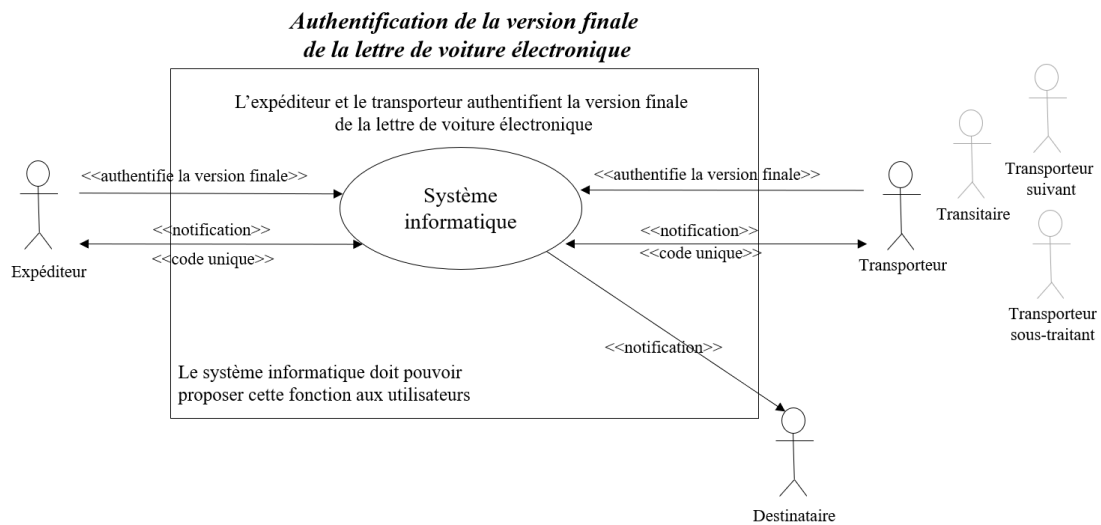 Authentification de la version finale
de la lettre de voiture électronique
L'expéditeur et le transporteur authentifient la version finale
de la lettre de voiture électronique
<<authentifie la version finale>>
Système
informatique
<<authentifie la version finale>>
<<notification>>
<<code unique>>
Expéditeur
<<notification>>
<<code unique>>
Transporteur
Transitaire
Transporteur
suivant
Transporteur
sous-traitant
<<notification>>
Le système informatique doit pouvoir
proposer cette fonction aux utilisateurs
Destinataire